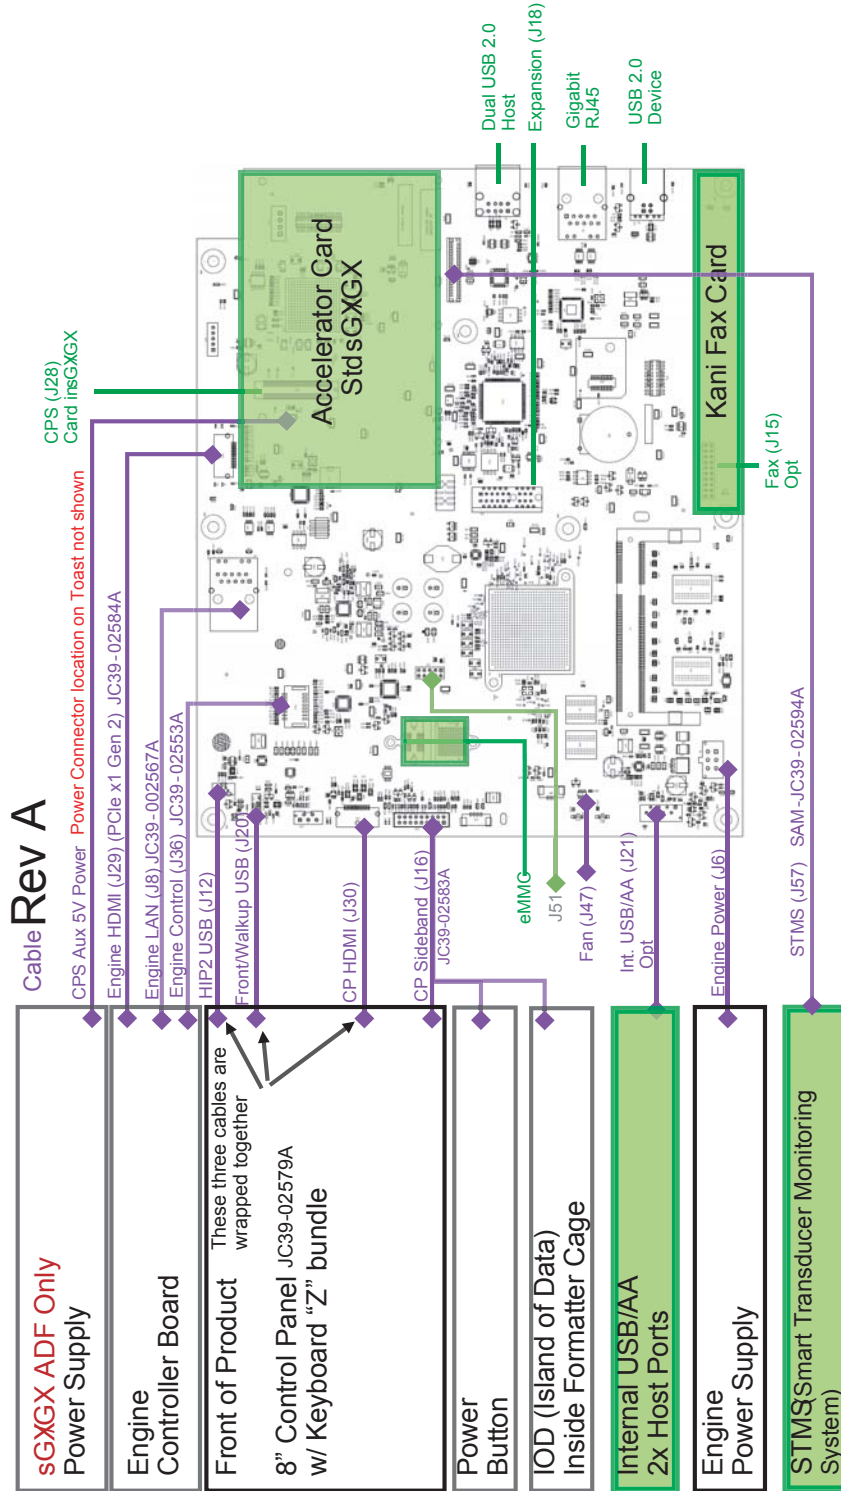 Cable Rev A
CPS Aux 5V Power Power Connector location on Toast not shown
Engine HDMI (J29) (PCIe x1 Gen 2) JC39-02584A
Engine LAN (J8) JC39-002567A
Engine Control (J36) JC39-02553A
HIP2 USB (J12)
Front/Walkup USB (J20)
CP HDMI (J30)
CP Sideband (J16)
JC39-02583A
eMMC
J51
Fan (J47)
Int. USB/AA (J21)
Opt
Engine Power (J6)
STMS (J57) SAM-JC39-02594A
sGXGX ADF Only
Power Supply
Engine
Controller Board
Front of Product
These three cables are
wrapped together
8” Control Panel JC39-02579A
w/ Keyboard “Z” bundle
Power
Button
IOD (Island of Data)
Inside Formatter Cage
Internal USB/AA
2x Host Ports
Engine
Power Supply
STMS(Smart Transducer Monitoring
System)
CPS (J28)
Card insGXGX
Accelerator Card
StdsGXGX
Dual USB 2.0
Host
Expansion (J18)
Gigabit
RJ45
USB 2.0
Device
Kani Fax Card
Fax (J15)
Opt